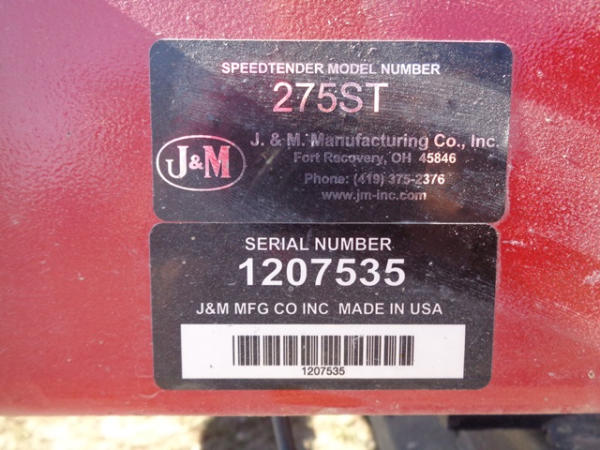 SPEEDTENDER MODEL NUMBER
275ST
J&M
J. & M. Manufacturing Co., Inc.
Fort Recovery, OH 45846
Phone: (419) 375-2376
www.jm-inc.com
SERIAL NUMBER
1207535
J&M MFG CO INC MADE IN USA
1207535